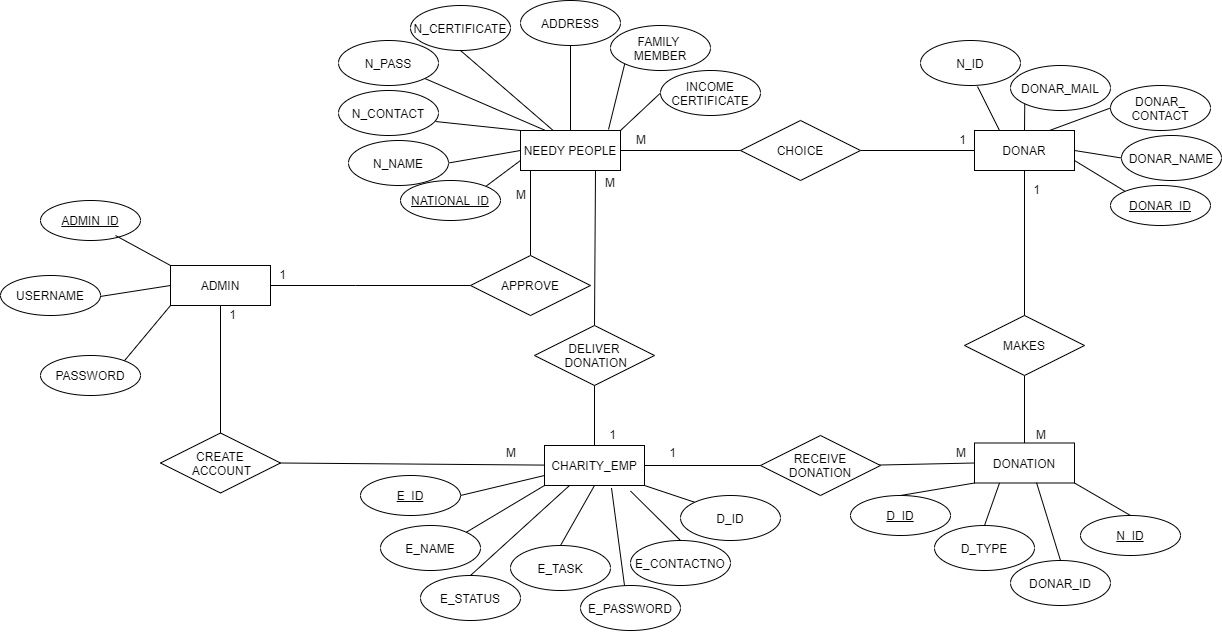 N_CERTIFICATE
ADDRESS
FAMILY
MEMBER
N_PASS
N_ID
INCOME
CERTIFICATE
DONAR_MAIL
DONAR_
CONTACT
N_CONTACT
M
1
NEEDY PEOPLE
CHOICE
DONAR
DONAR_NAME
N_NAME
M
M
1
NATIONAL_ID
DONAR_ID
ADMIN_ID
1
ADMIN
APPROVE
USERNAME
1
DELIVER
DONATION
MAKES
PASSWORD
1
M
CREATE
ACCOUNT
M
1
M
CHARITY_EMP
RECEIVE
DONATION
DONATION
E_ID
D_ID
D_ID
N_ID
E_NAME
D_TYPE
E_TASK
E_CONTACTNO
DONAR_ID
E_STATUS
E_PASSWORD